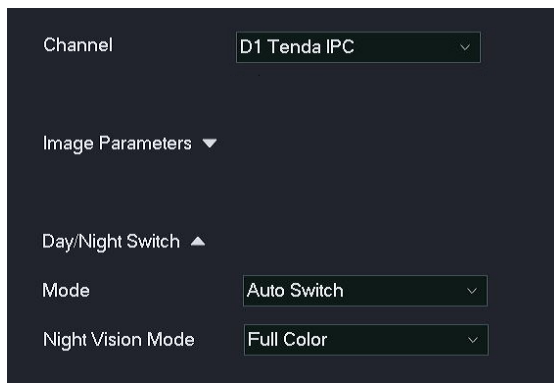 Channel D1 Tenda IPC
Image Parameters
Day/Night Switch
Mode Auto Switch
Night Vision Mode Full Color